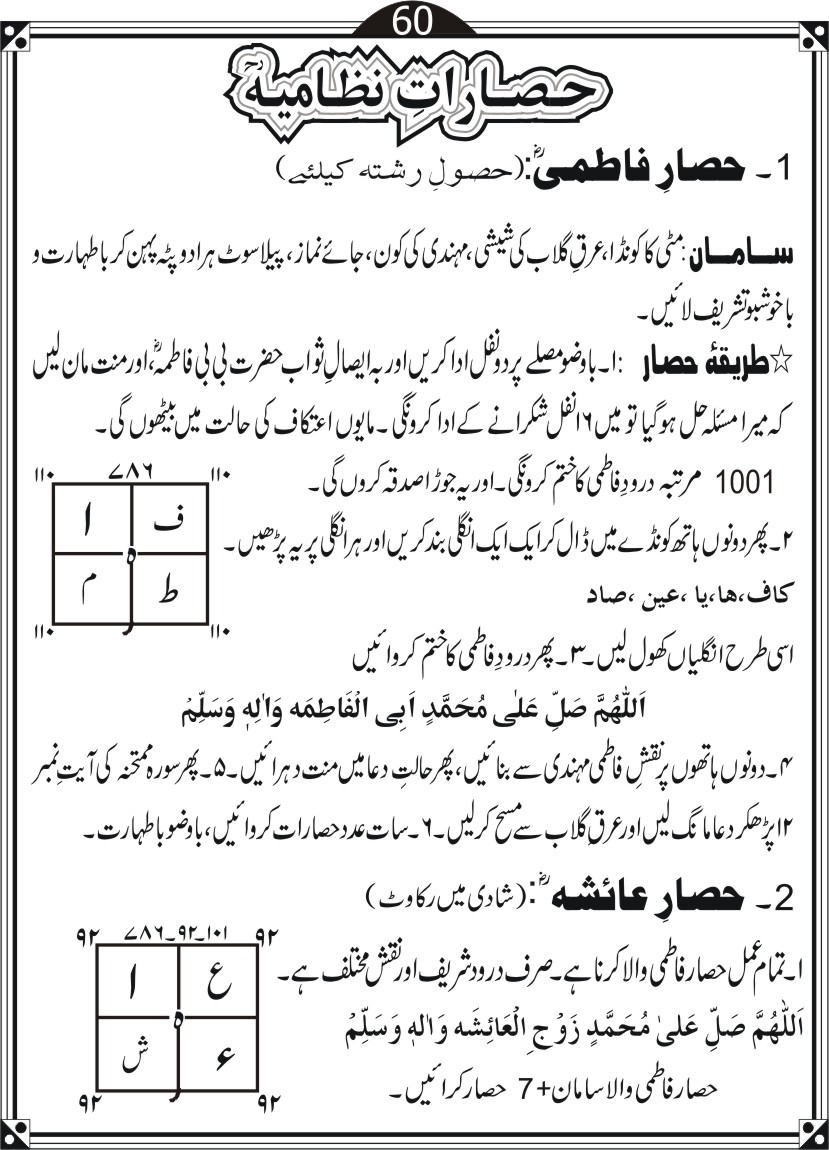 60
حصاراتِ نظامیہؒ
1۔ حصارِ فاطمیؓ:(حصولِ رشتہ کیلئے)
سامان:مٹی کا کونڈا،عرقِ گلاب کی شیشی،مہندی کی کون،جائے نماز،پیلا سوٹ ہرا دوپٹہ پہن کر باطہارت و
باخوشبو تشریف لائیں۔
☆طریقۂ حصار :۱۔باوضو مصلے پر دو نفل ادا کریں اور بہ ایصالِ ثواب حضرت بی بی فاطمہؓ،اور منت مان لیں
کہ میرا مسئلہ حل ہوگیا تو میں ۱۶ نفل شکرانے کے ادا کرونگی۔مایوں اعتکاف کی حالت میں بیٹھوں گی۔
1001 مرتبہ درودِ فاطمی کا ختم کرونگی۔اور یہ جوڑا صدقہ کروں گی۔
۱۱۰ ۷۸۶ ۱۱۰
ف ا
ہ
ط م
ر
۱۱۰ ۱۱۰
۲۔پھر دونوں ہاتھ کونڈے میں ڈال کر ایک ایک انگلی بند کریں اور ہر انگلی پر یہ پڑھیں۔
کاف،ھا،یا ،عین ،صاد
اسی طرح انگلیاں کھول لیں۔۳۔پھر درودِ فاطمی کا ختم کروائیں
اَللّٰھُمَّ صَلِّ عَلٰی مُحَمَّدٍ اَبِی الْفَاطِمَہ وَاٰلِہٖ وَسَلِّمْ
۴۔دونوں ہاتھوں پر نقشِ فاطمی مہندی سے بنائیں،پھر حالتِ دعا میں منت دہرائیں۔۵۔پھر سورہ ممتحنہ کی آیت نمبر
۱۲ پڑھکر دعا مانگ لیں اور عرقِ گلاب سے مسح کرلیں۔۶۔سات عدد حصارات کروائیں،باوضو باطہارت۔
2۔ حصارِ عائشہؓ:(شادی میں رکاوٹ)
۹۲ ۷۸۶۔۹۲۔۱۰۱ ۹۲
ع ا
ہ
ء ش
ر
۹۲ ۹۲
۱۔تمام عمل حصار فاطمی والا کرنا ہے۔صرف درود شریف اور نقش مختلف ہے۔
اَللّٰھُمَّ صَلِّ عَلیٰ مُحَمَّدٍ زَوْجِ الْعَائِشَہ وَاٰلہٖ وَسَلِّمْ
حصار فاطمی والا سامان+7 حصار کرائیں۔